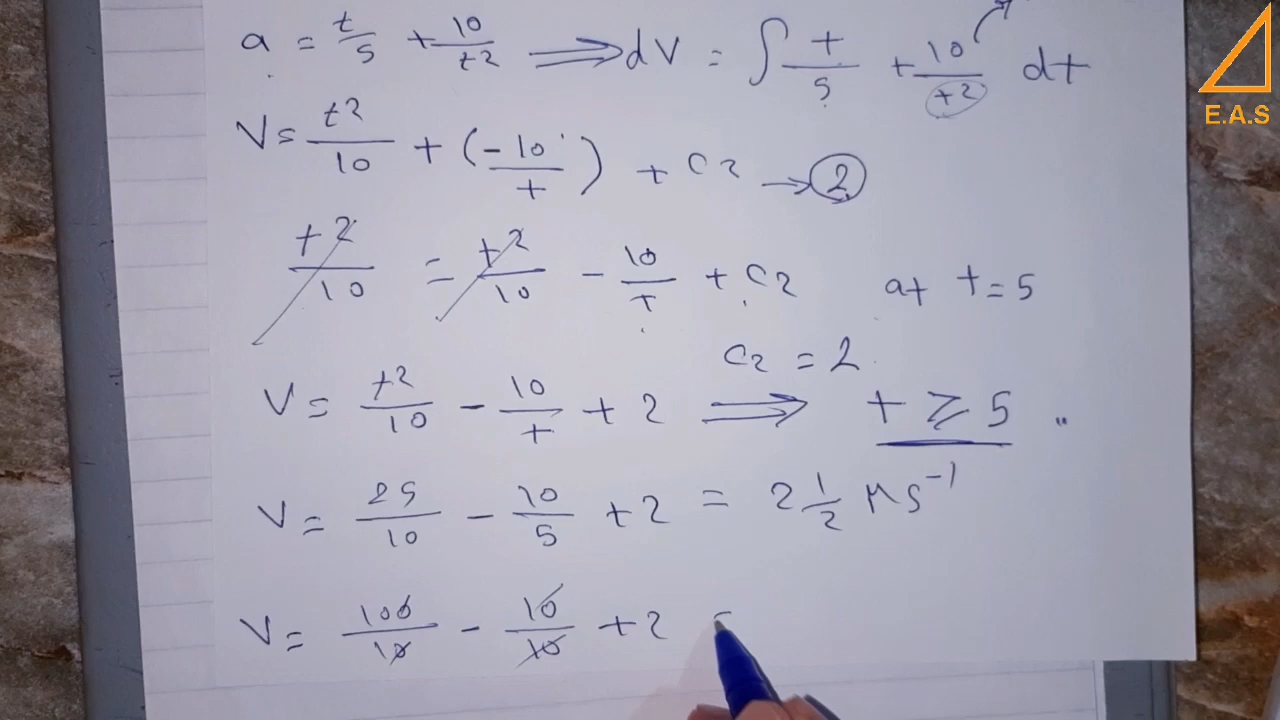 a = t/5 + 10/t2 ⟹ dV = ∫ t/5 + 10/t2 dt
E.A.S
V = t2/10 + (-10/t) + C2 → 2
t2/10 = t2/10 - 10/t + C2 at t = 5
C2 = 2
V = t2/10 - 10/t + 2 ⟹ t ≥ 5
V = 25/10 - 10/5 + 2 = 2 1/2 Ms-1
V = 100/10 - 10/10 + 2